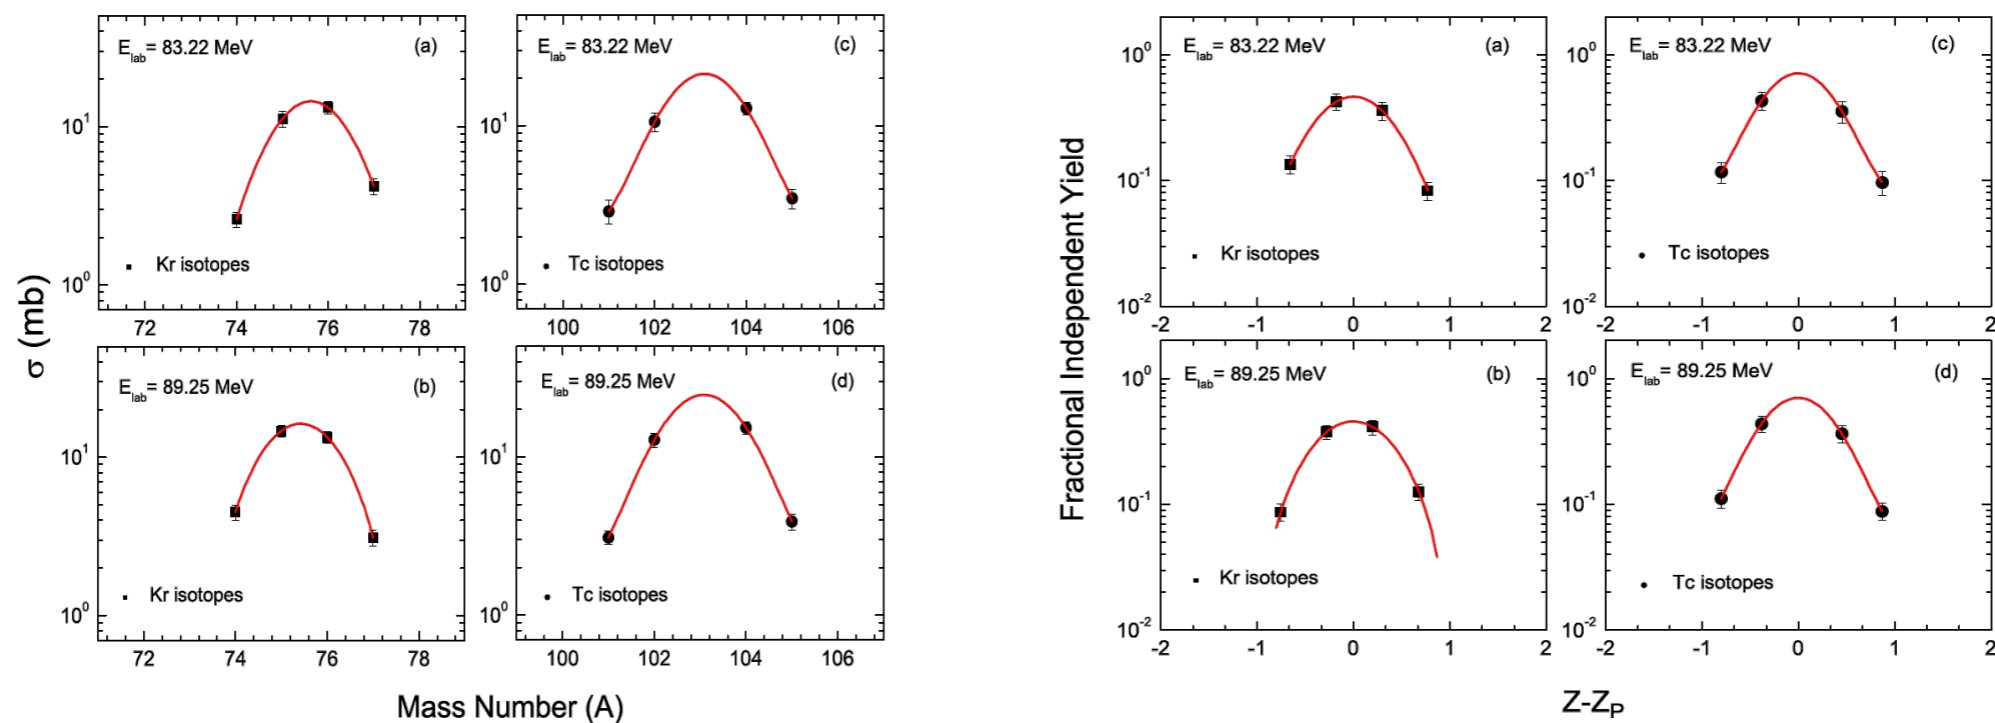 σ (mb)
E_lab= 83.22 MeV (a)
10^1
Kr isotopes
10^0
72 74 76 78
E_lab= 83.22 MeV (c)
10^1
Tc isotopes
10^0
100 102 104 106
E_lab= 89.25 MeV (b)
10^1
Kr isotopes
10^0
72 74 76 78
E_lab= 89.25 MeV (d)
10^1
Tc isotopes
10^0
100 102 104 106
Mass Number (A)
Fractional Independent Yield
E_lab= 83.22 MeV (a)
10^0
10^-1
Kr isotopes
10^-2
-2 -1 0 1 2
E_lab= 83.22 MeV (c)
10^0
10^-1
Tc isotopes
10^-2
-2 -1 0 1 2
E_lab= 89.25 MeV (b)
10^0
10^-1
Kr isotopes
10^-2
-2 -1 0 1 2
E_lab= 89.25 MeV (d)
10^0
10^-1
Tc isotopes
10^-2
-2 -1 0 1 2
Z-Z_P